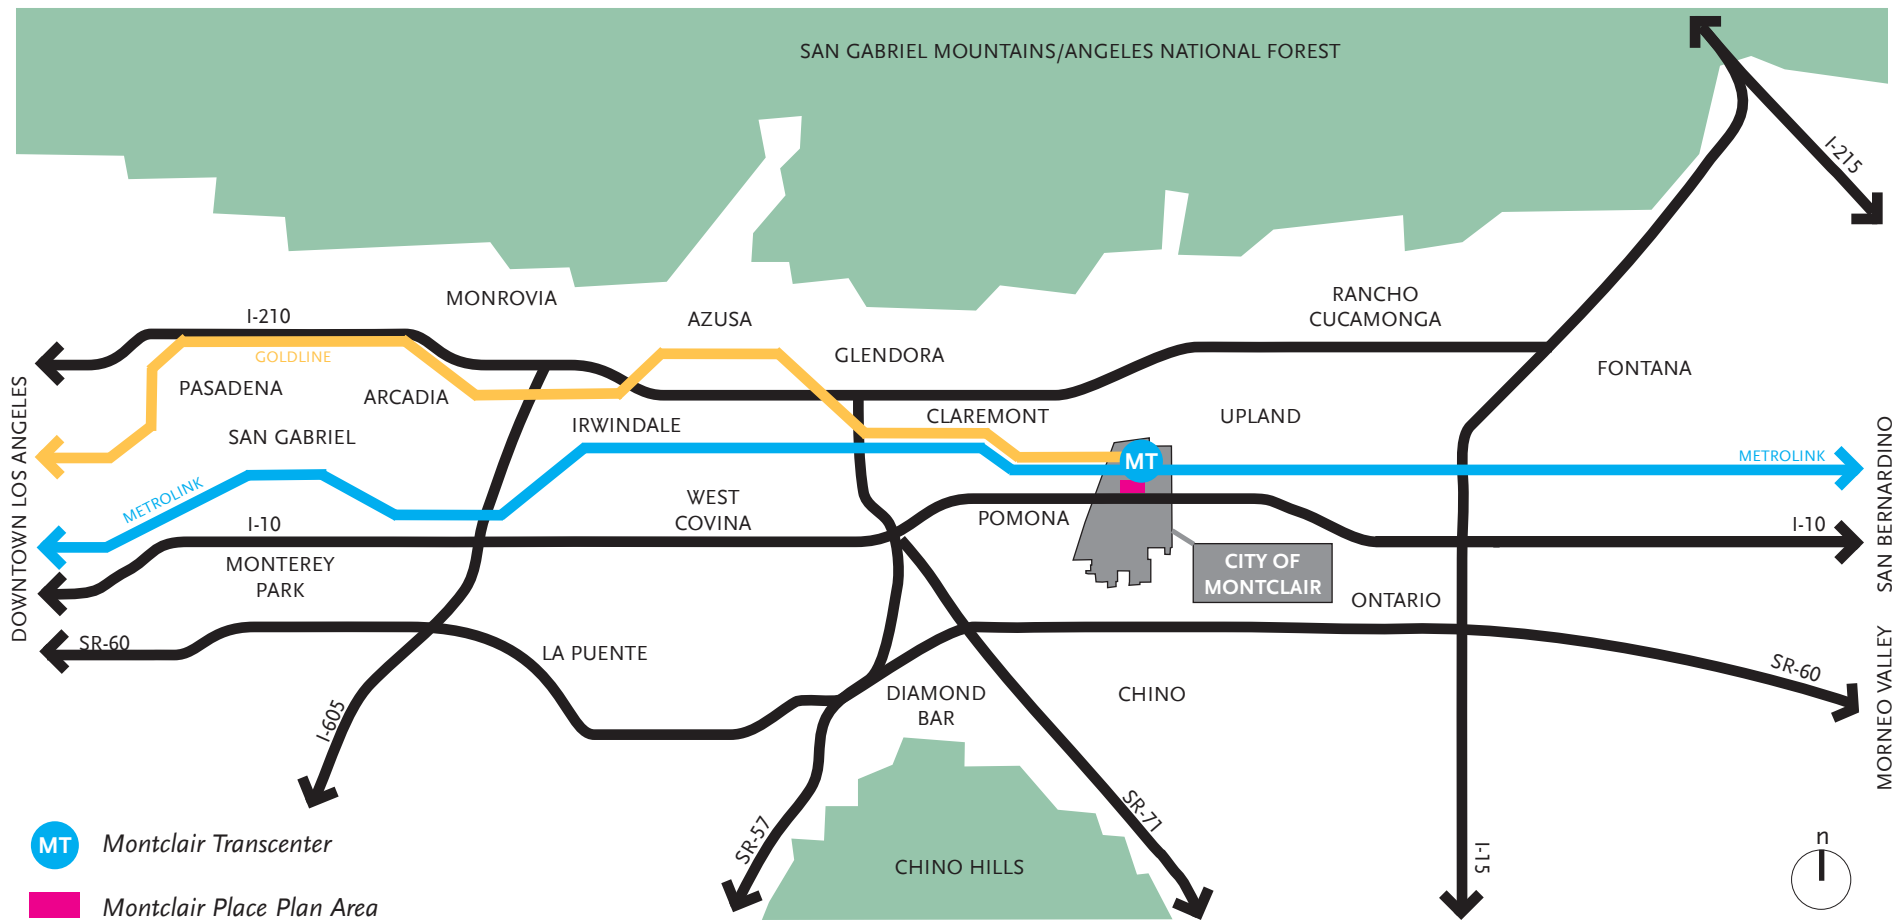 SAN GABRIEL MOUNTAINS/ANGELES NATIONAL FOREST
I-215
MONROVIA
RANCHO
CUCAMONGA
I-210
AZUSA
GOLDLINE
GLENDORA
FONTANA
PASADENA
ARCADIA
CLAREMONT
UPLAND
IRWINDALE
SAN GABRIEL
METROLINK
MT
METROLINK
DOWNTOWN LOS ANGELES
SAN BERNARDINO
WEST
COVINA
POMONA
I-10
I-10
MONTEREY
PARK
CITY OF
MONTCLAIR
ONTARIO
SR-60
LA PUENTE
SR-60
MORNEO VALLEY
DIAMOND
BAR
CHINO
I-605
SR-57
SR-71
I-15
CHINO HILLS
n
MT Montclair Transcenter
Montclair Place Plan Area